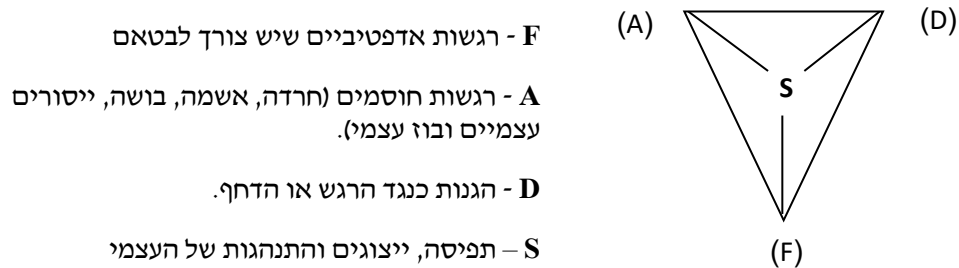 F - רגשות אדפטיביים שיש צורך לבטאם
A - רגשות חוסמים (חרדה, אשמה, בושה, ייסורים
עצמיים ובוז עצמי).
D - הגנות כנגד הרגש או הדחף.
S – תפיסה, ייצוגים והתנהגות של העצמי
(A)
(D)
S
(F)